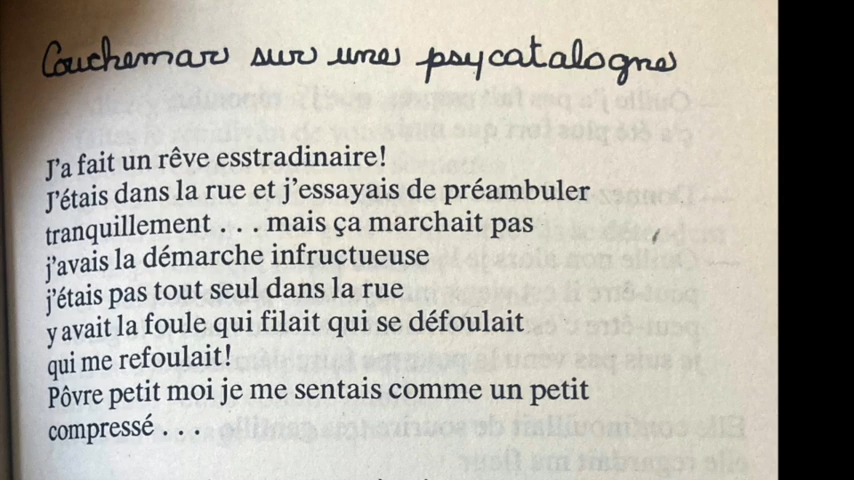 Couchemar sur une psycatalogne
J'a fait un rêve esstradinaire!
J'étais dans la rue et j'essayais de préambuler
tranquillement . . . mais ça marchait pas
j'avais la démarche infructueuse
j'étais pas tout seul dans la rue
y avait la foule qui filait qui se défoulait
qui me refoulait!
Pôvre petit moi je me sentais comme un petit
compressé . . .